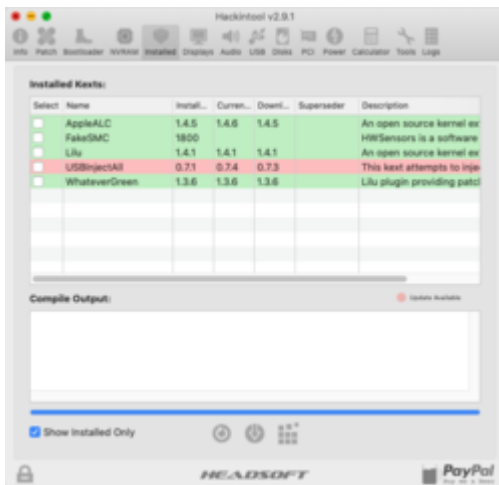 Hackintool v2.9.1
Info Patch Bootloader NVRAM Installed Displays Audio USB Disks PCI Power Calculator Tools Logs
Installed Kexts:
Select Name Install... Curren... Downl... Superseder Description
AppleALC 1.4.5 1.4.6 1.4.5 An open source kernel ex
FakeSMC 1800 HWSensors is a software
Lilu 1.4.1 1.4.1 1.4.1 An open source kernel ex
USBInjectAll 0.7.1 0.7.4 0.7.3 This kext attempts to inje
WhateverGreen 1.3.6 1.3.6 1.3.6 Lilu plugin providing patcl
Compile Output:
Update Available
Show Installed Only
HEADSOFT
PayPal